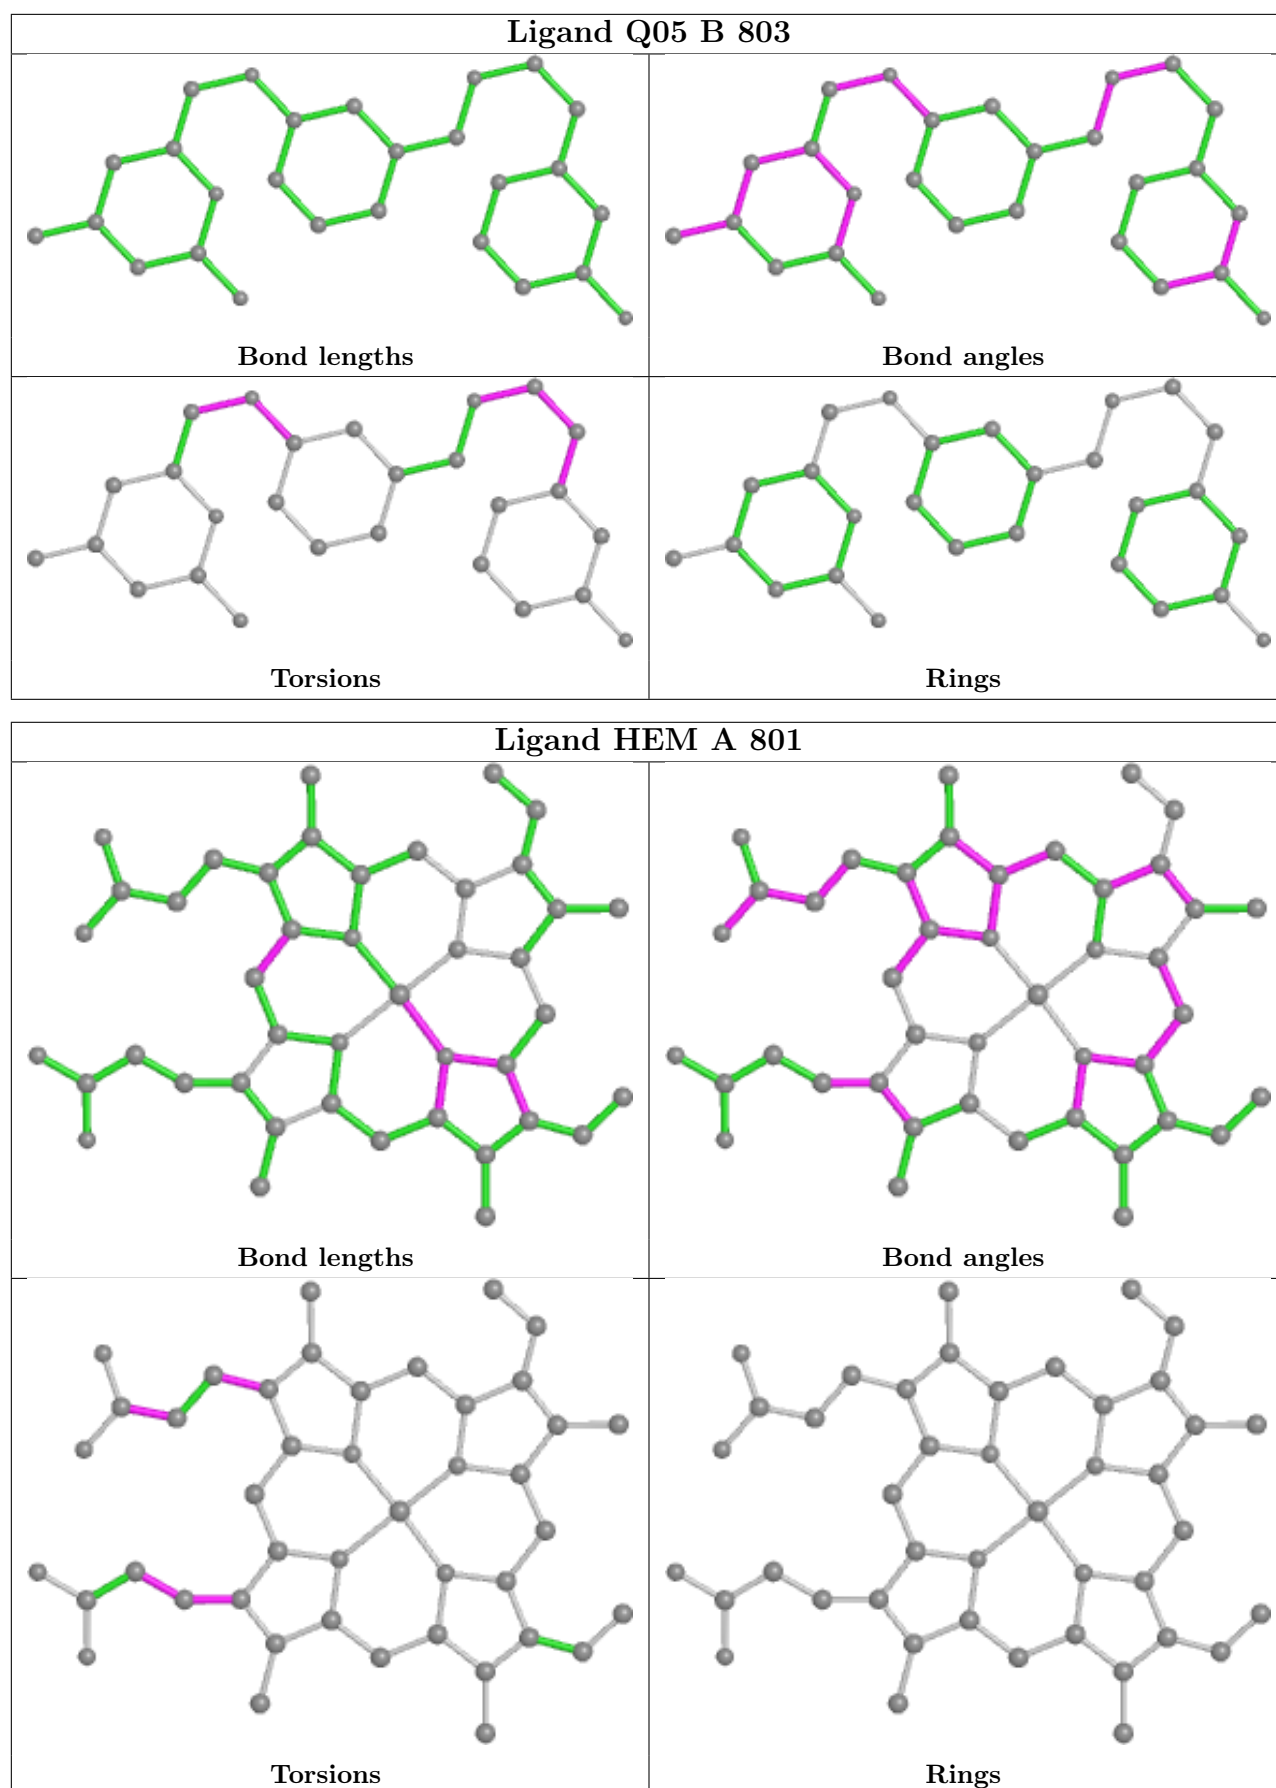 Ligand Q05 B 803
Bond lengths
Bond angles
Torsions
Rings
Ligand HEM A 801
Bond lengths
Bond angles
Torsions
Rings